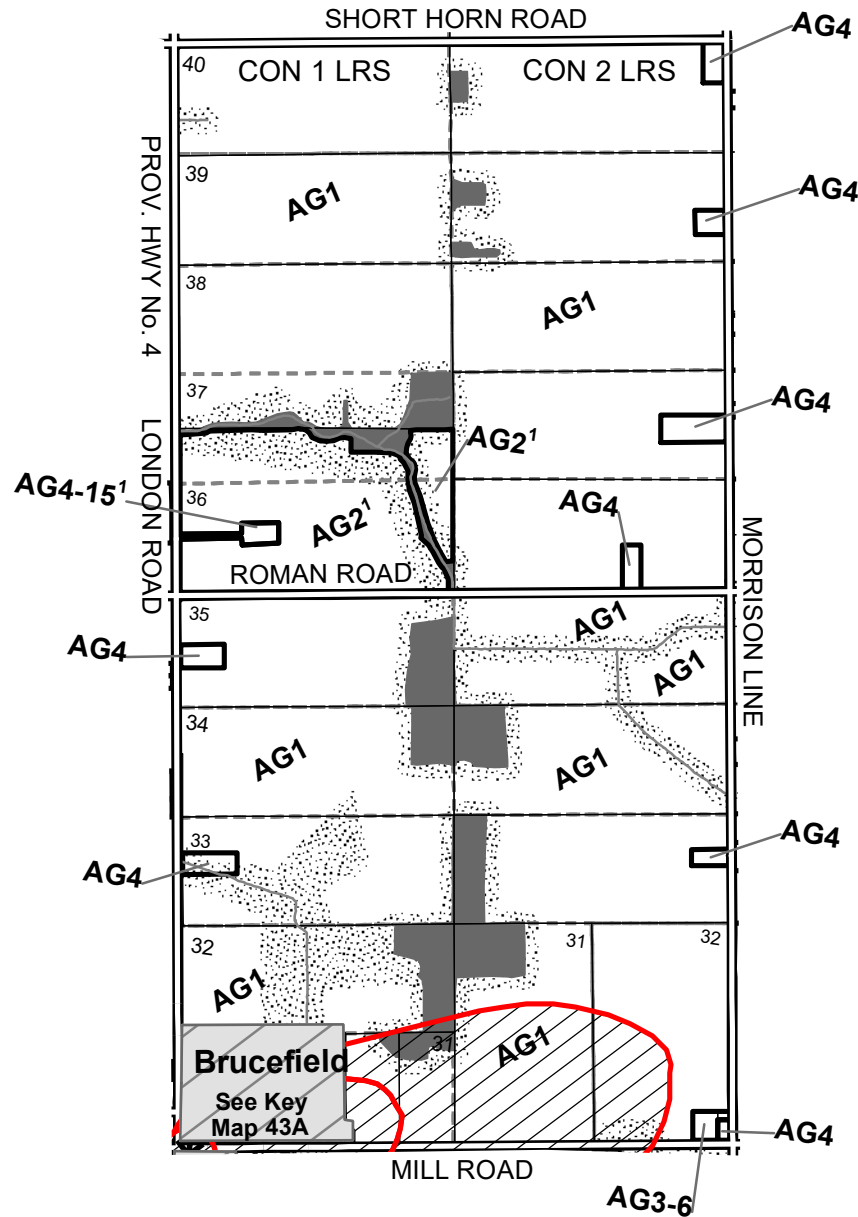 SHORT HORN ROAD
AG4
40
CON 1 LRS
CON 2 LRS
PROV. HWY No. 4
39
AG1
AG4
38
AG1
37
AG4
AG2¹
LONDON ROAD
AG4-15¹
36
AG2¹
AG4
ROMAN ROAD
MORRISON LINE
35
AG1
AG4
AG1
34
AG1
AG1
33
AG4
AG4
32
31
32
AG1
31
AG1
Brucefield
See Key
Map 43A
AG4
MILL ROAD
AG3-6